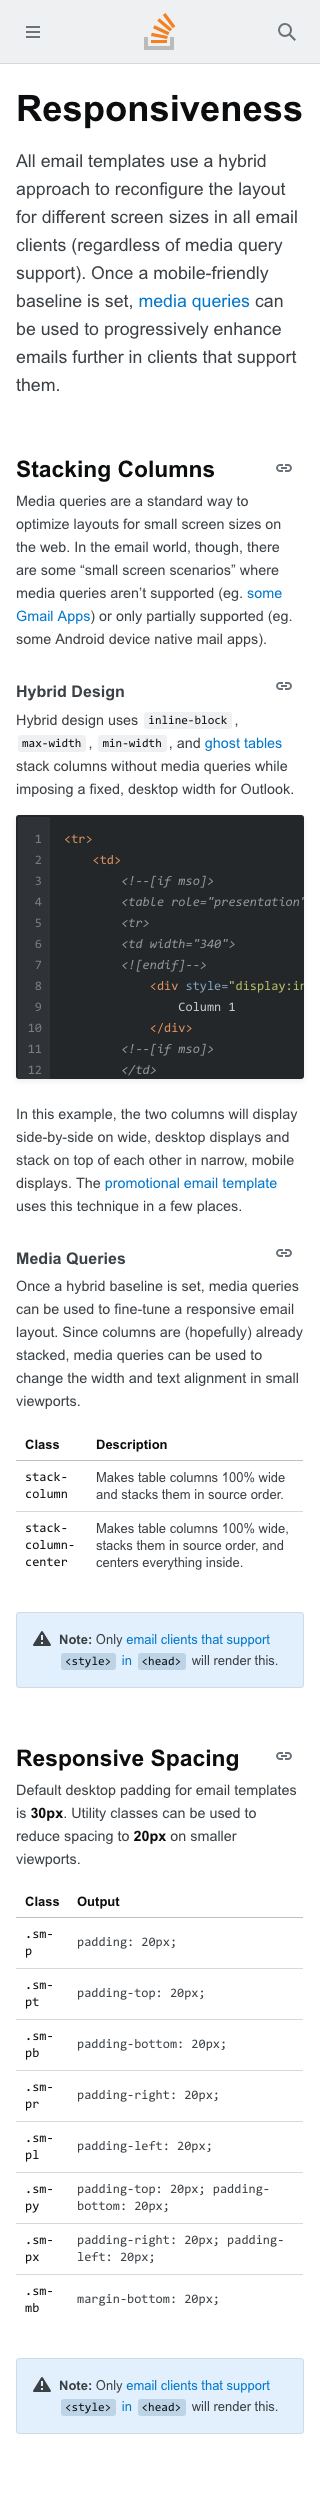 Responsiveness
All email templates use a hybrid
approach to reconfigure the layout
for different screen sizes in all email
clients (regardless of media query
support). Once a mobile-friendly
baseline is set, media queries can
be used to progressively enhance
emails further in clients that support
them.
Stacking Columns
Media queries are a standard way to
optimize layouts for small screen sizes on
the web. In the email world, though, there
are some “small screen scenarios” where
media queries aren’t supported (eg. some
Gmail Apps) or only partially supported (eg.
some Android device native mail apps).
Hybrid Design
Hybrid design uses inline-block ,
max-width , min-width , and ghost tables
stack columns without media queries while
imposing a fixed, desktop width for Outlook.
1 <tr>
2 <td>
3 <!--[if mso]>
4 <table role="presentation"
5 <tr>
6 <td width="340">
7 <![endif]-->
8 <div style="display:in
9 Column 1
10 </div>
11 <!--[if mso]>
12 </td>
In this example, the two columns will display
side-by-side on wide, desktop displays and
stack on top of each other in narrow, mobile
displays. The promotional email template
uses this technique in a few places.
Media Queries
Once a hybrid baseline is set, media queries
can be used to fine-tune a responsive email
layout. Since columns are (hopefully) already
stacked, media queries can be used to
change the width and text alignment in small
viewports.
Class Description
stack-
column
Makes table columns 100% wide
and stacks them in source order.
stack-
column-
center
Makes table columns 100% wide,
stacks them in source order, and
centers everything inside.
Note: Only email clients that support
<style> in <head> will render this.
Responsive Spacing
Default desktop padding for email templates
is 30px. Utility classes can be used to
reduce spacing to 20px on smaller
viewports.
Class Output
.sm-
p
padding: 20px;
.sm-
pt
padding-top: 20px;
.sm-
pb
padding-bottom: 20px;
.sm-
pr
padding-right: 20px;
.sm-
pl
padding-left: 20px;
.sm-
py
padding-top: 20px; padding-
bottom: 20px;
.sm-
px
padding-right: 20px; padding-
left: 20px;
.sm-
mb
margin-bottom: 20px;
Note: Only email clients that support
<style> in <head> will render this.